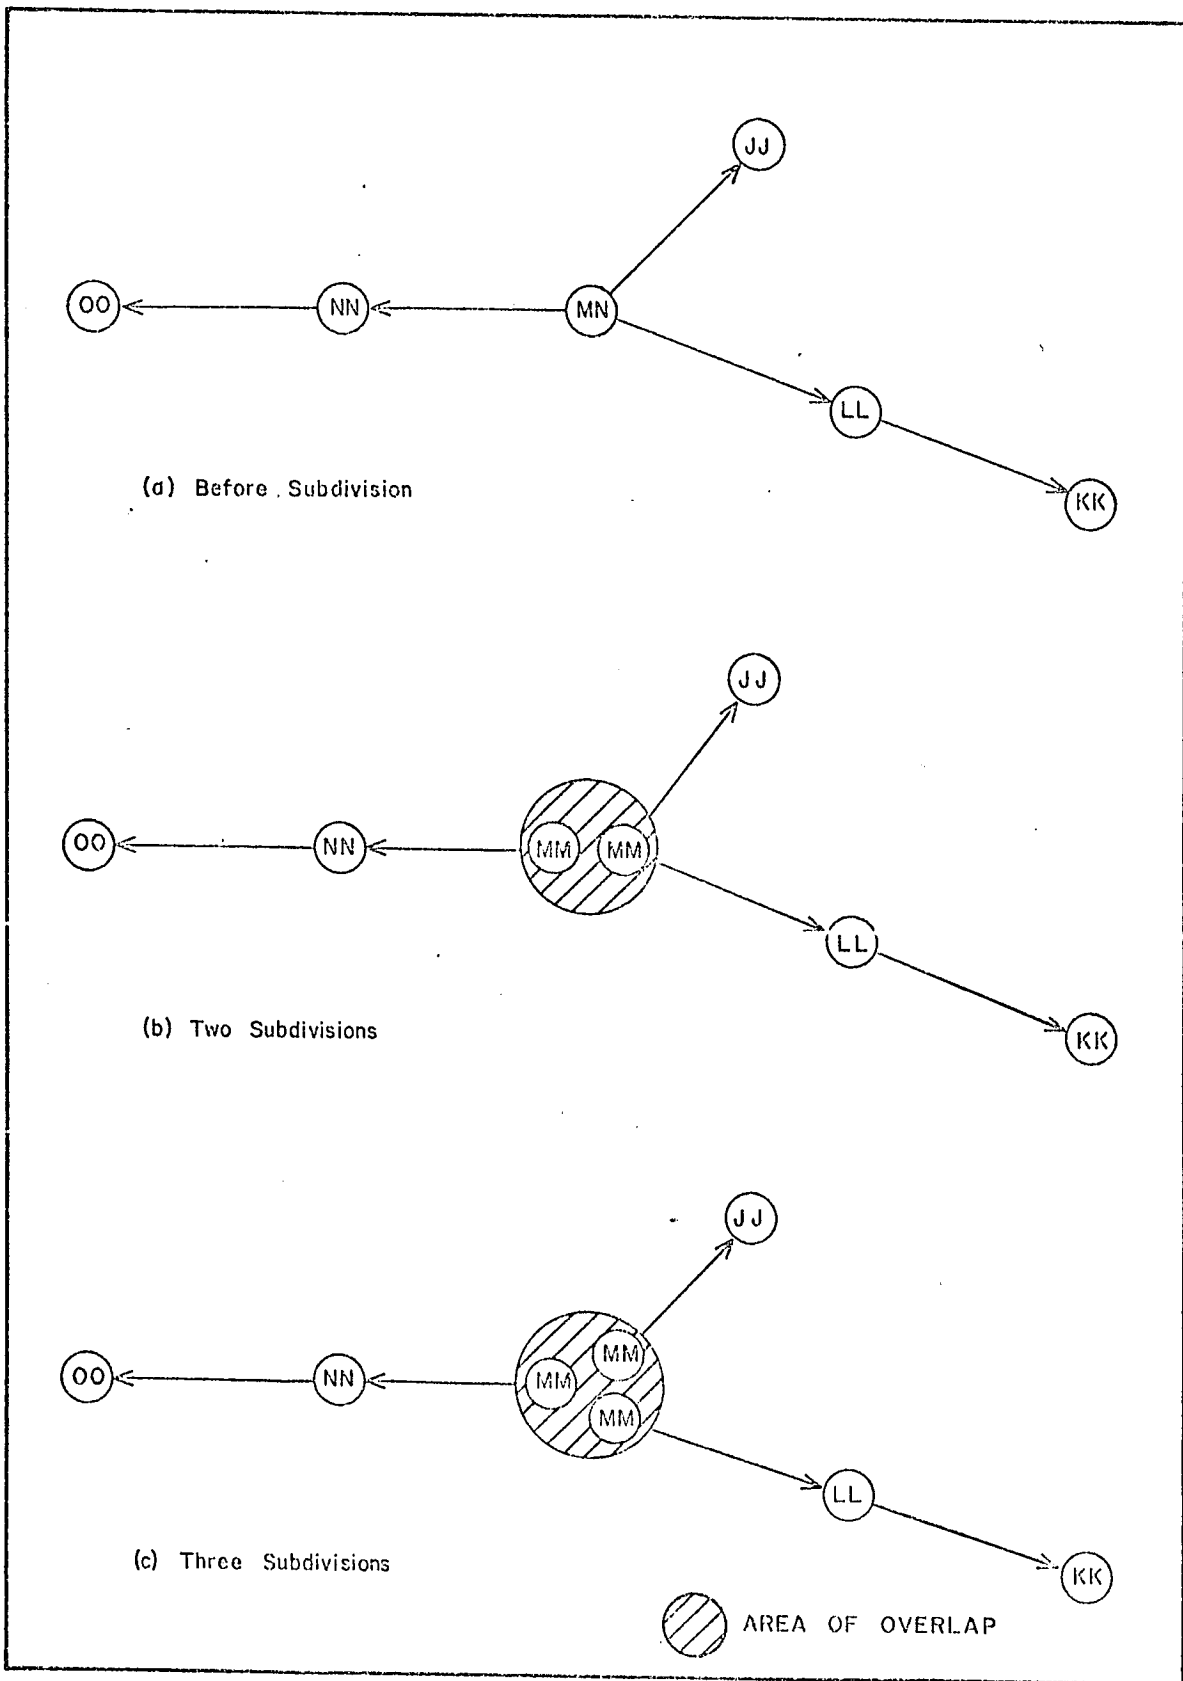 JJ
OO NN MN
LL
KK
(a) Before Subdivision
JJ
OO NN MM MM
LL
KK
(b) Two Subdivisions
JJ
MM
OO NN MM
MM
LL
KK
(c) Three Subdivisions
AREA OF OVERLAP